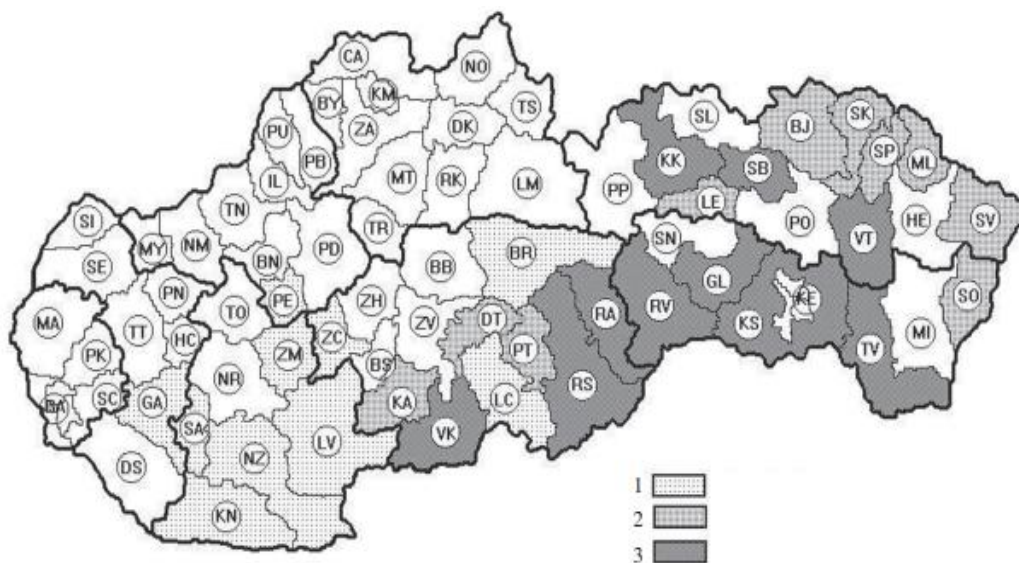 CA
NO
BY
KM
TS
ZA
DK
PU
PB
IL
MT
RK
LM
SL
BJ
SK
SP
ML
KK
SB
PP
LE
PO
VT
HE
SV
TN
TR
SI
MY
NM
PD
SE
BN
BB
BR
SN
GL
KE
KS
RV
SO
MI
TV
PN
PE
ZH
MA
TT
TO
HC
ZC
ZV
DT
RA
PK
NR
ZM
BS
PT
RS
BA
SC
GA
SA
KA
LC
VK
LV
NZ
DS
KN
1
2
3